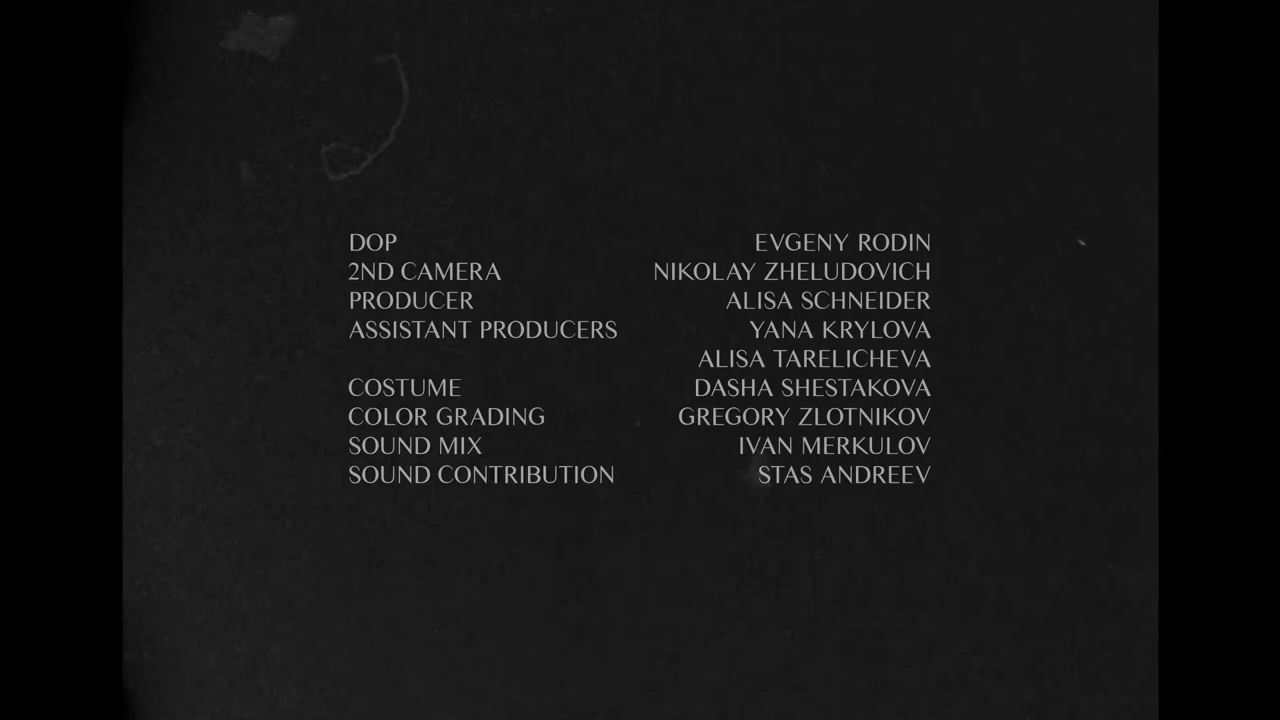 DOP EVGENY RODIN
2ND CAMERA NIKOLAY ZHELUDOVICH
PRODUCER ALISA SCHNEIDER
ASSISTANT PRODUCERS YANA KRYLOVA
ALISA TARELICHEVA
COSTUME DASHA SHESTAKOVA
COLOR GRADING GREGORY ZLOTNIKOV
SOUND MIX IVAN MERKULOV
SOUND CONTRIBUTION STAS ANDREEV